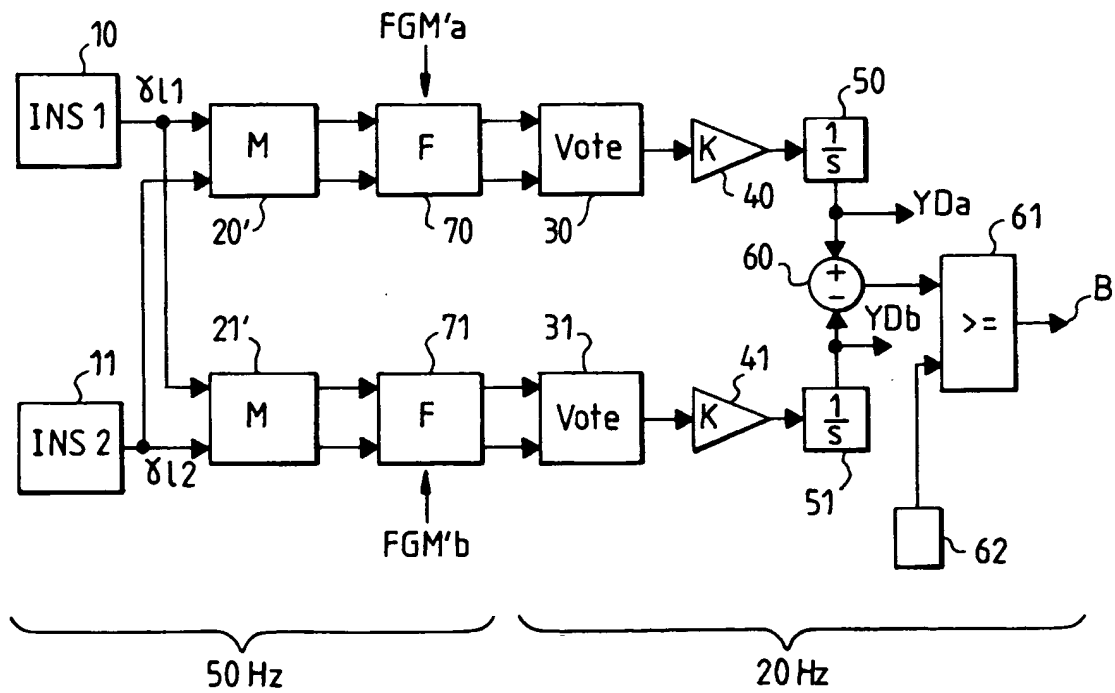 FGM'a
10
γl1
INS 1
M
F
Vote
K
1/s
50
20'
70
30
40
YDa
61
60
+
-
>=
B
YDb
11
21'
71
31
41
INS 2
γl2
M
F
Vote
K
1/s
51
FGM'b
62
50 Hz
20 Hz